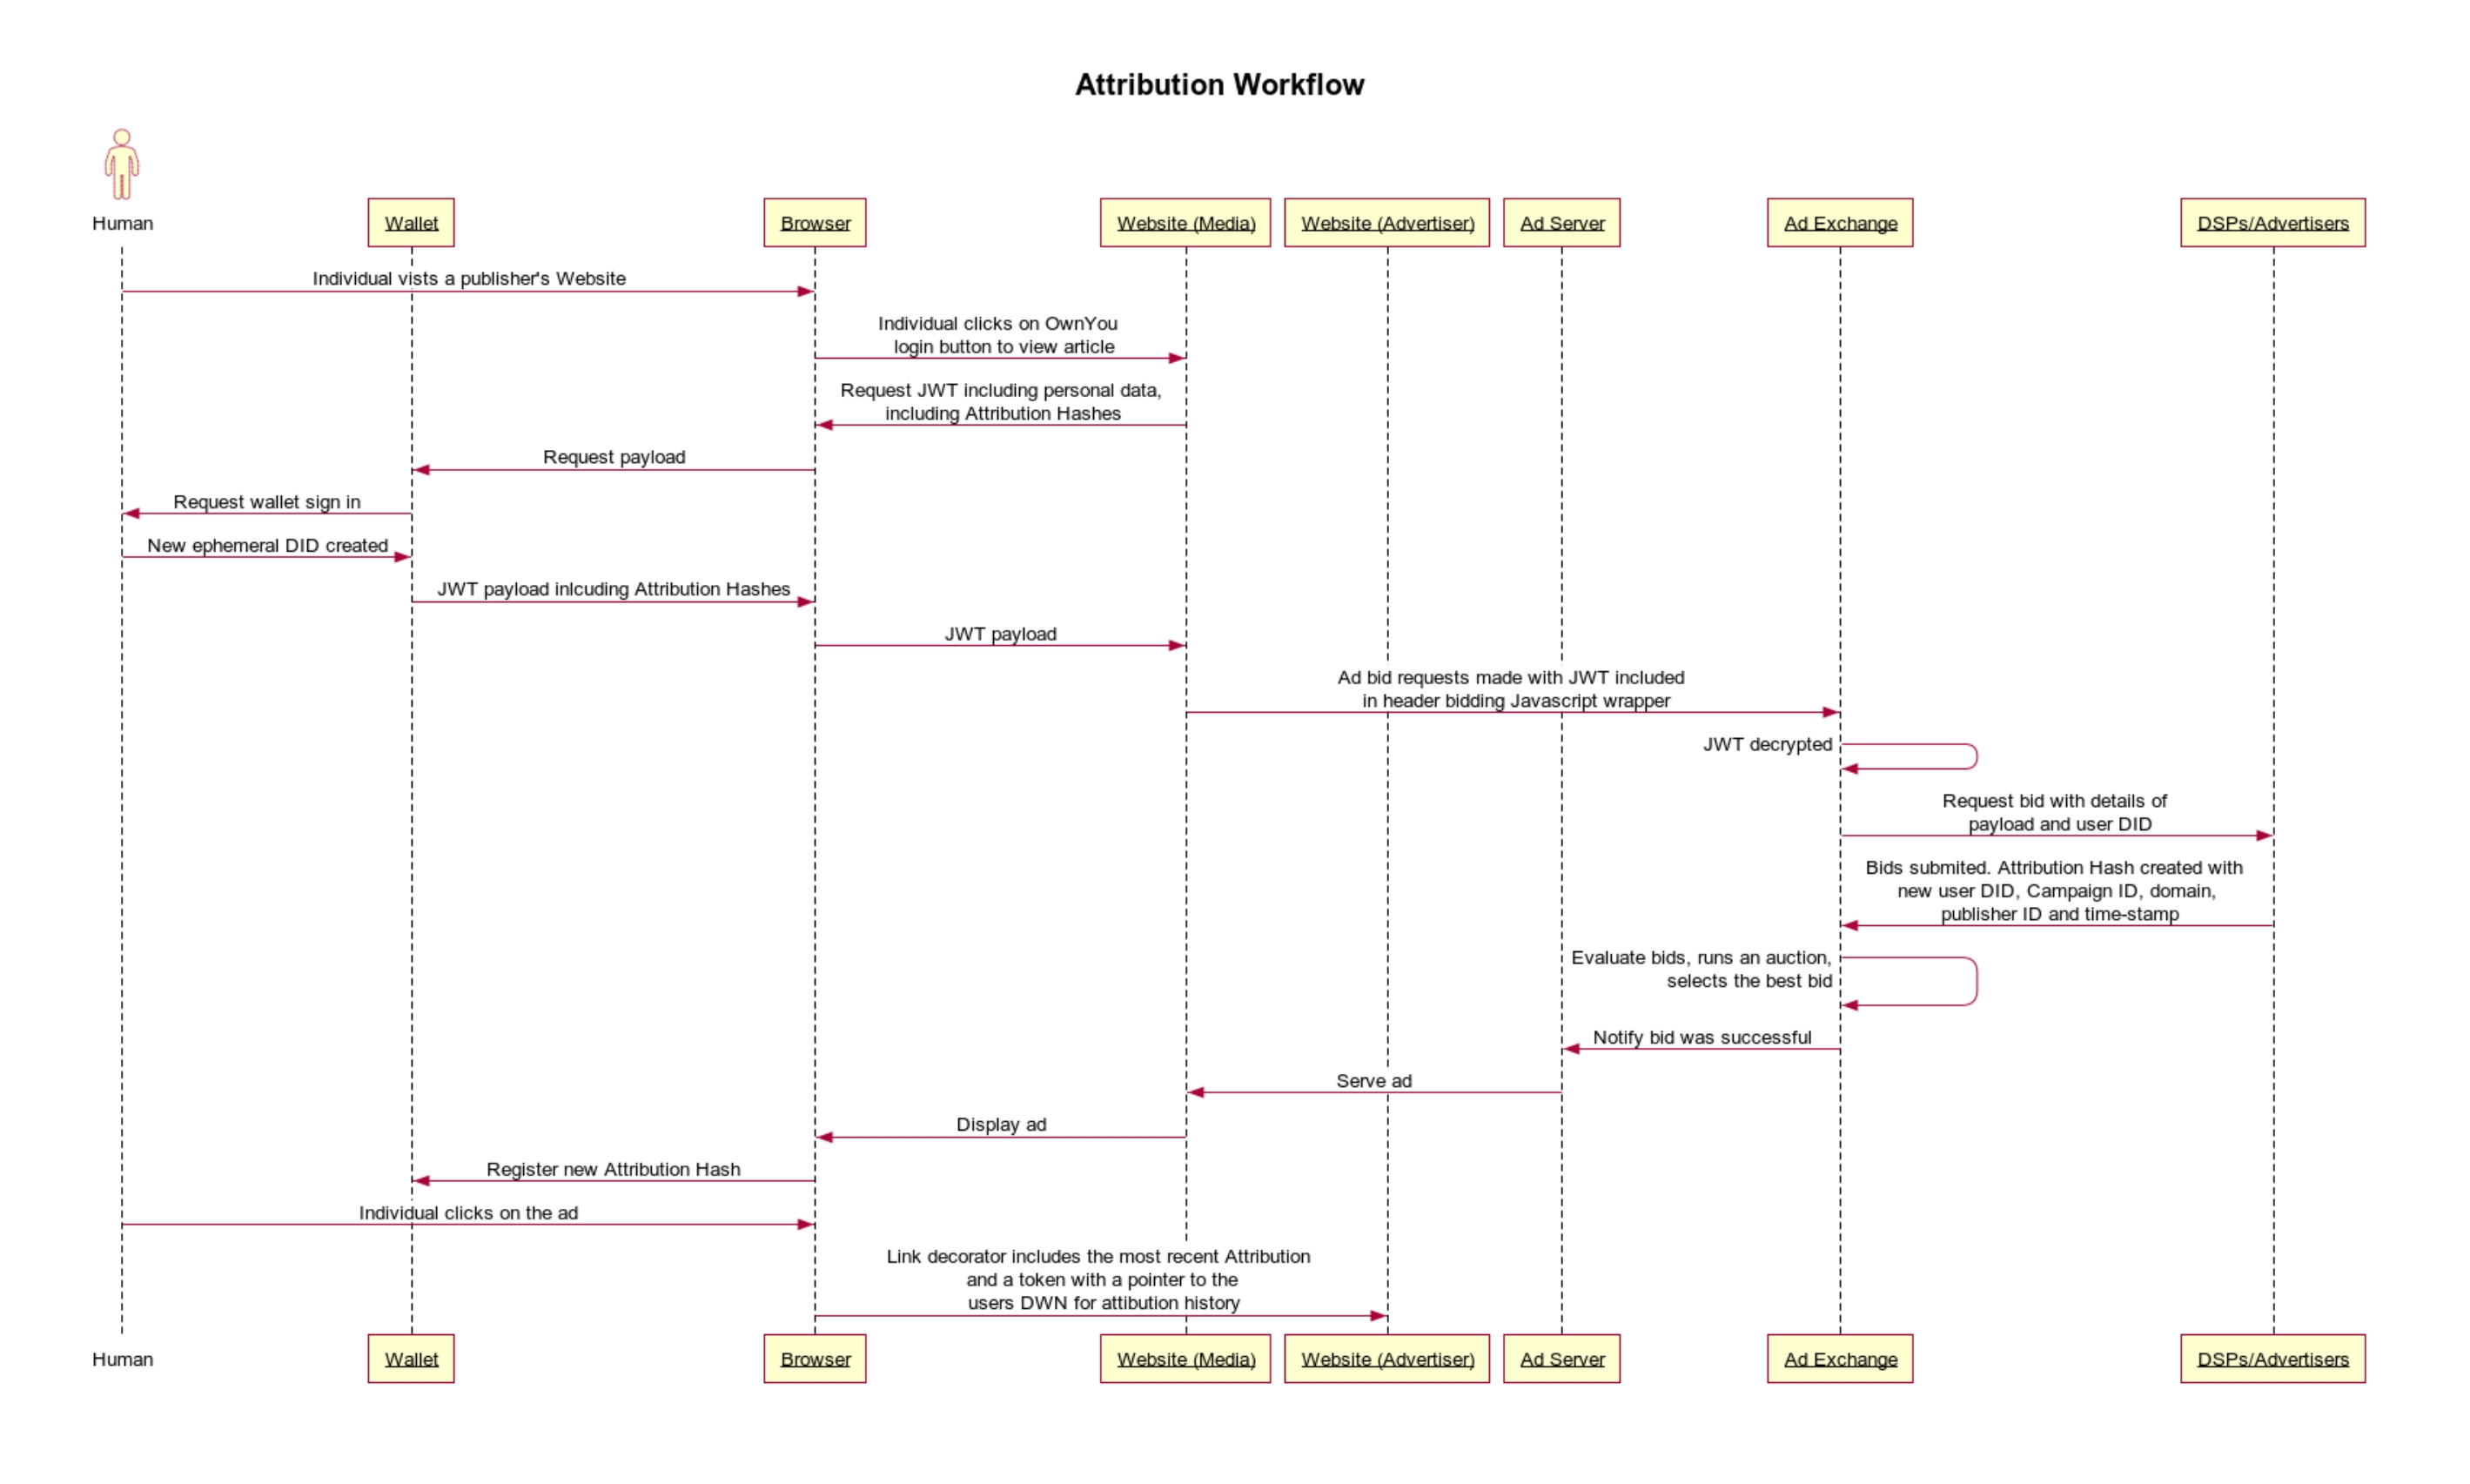 Attribution Workflow
Human
Wallet
Browser
Website (Media)
Website (Advertiser)
Ad Server
Ad Exchange
DSPs/Advertisers
Individual vists a publisher's Website
Individual clicks on OwnYou
login button to view article
Request JWT including personal data,
including Attribution Hashes
Request payload
Request wallet sign in
New ephemeral DID created
JWT payload inlcuding Attribution Hashes
JWT payload
Ad bid requests made with JWT included
in header bidding Javascript wrapper
JWT decrypted
Request bid with details of
payload and user DID
Bids submited. Attribution Hash created with
new user DID, Campaign ID, domain,
publisher ID and time-stamp
Evaluate bids, runs an auction,
selects the best bid
Notify bid was successful
Serve ad
Display ad
Register new Attribution Hash
Individual clicks on the ad
Link decorator includes the most recent Attribution
and a token with a pointer to the
users DWN for attibution history
Human
Wallet
Browser
Website (Media)
Website (Advertiser)
Ad Server
Ad Exchange
DSPs/Advertisers